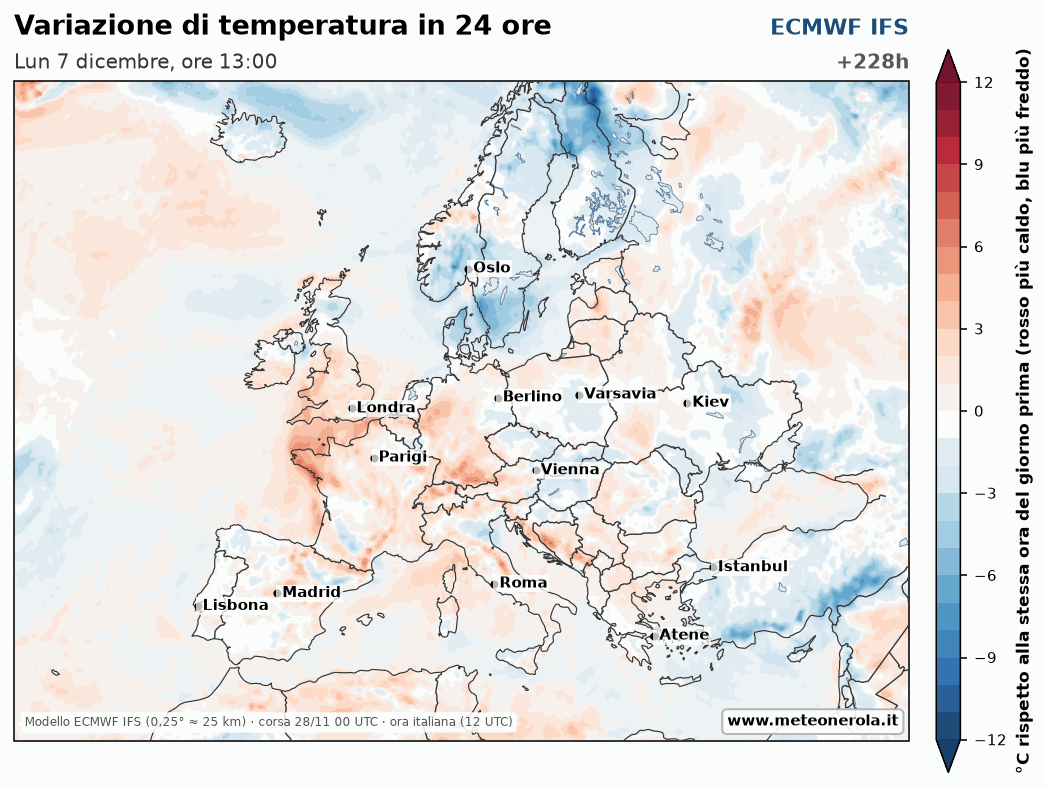 Variazione di temperatura in 24 ore
ECMWF IFS
Lun 7 dicembre, ore 13:00
+228h
Oslo
Berlino
Varsavia
Kiev
Londra
Parigi
Vienna
Istanbul
Roma
Madrid
Lisbona
Atene
Modello ECMWF IFS (0,25° ≈ 25 km) · corsa 28/11 00 UTC · ora italiana (12 UTC)
www.meteonerola.it
12
9
6
3
0
−3
−6
−9
−12
°C rispetto alla stessa ora del giorno prima (rosso più caldo, blu più freddo)